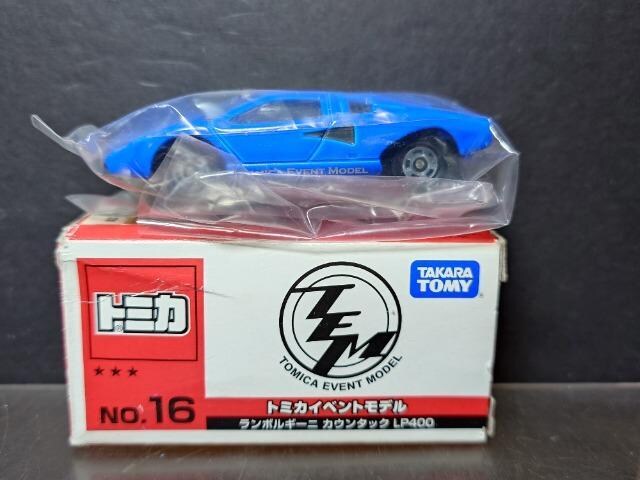 TOMICA EVENT MODEL
トミカ
®
TEM
TOMICA EVENT MODEL
TAKARA
TOMY
★★★
NO.16
トミカイベントモデル
ランボルギーニ カウンタック LP400